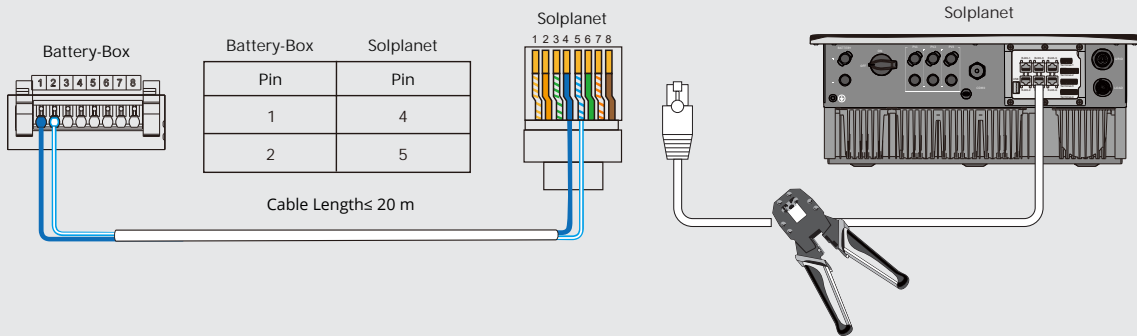 Battery-Box
1 2 3 4 5 6 7 8
Battery-Box Solplanet
Pin Pin
1 4
2 5
Cable Length≤ 20 m
Solplanet
1 2 3 4 5 6 7 8
Solplanet